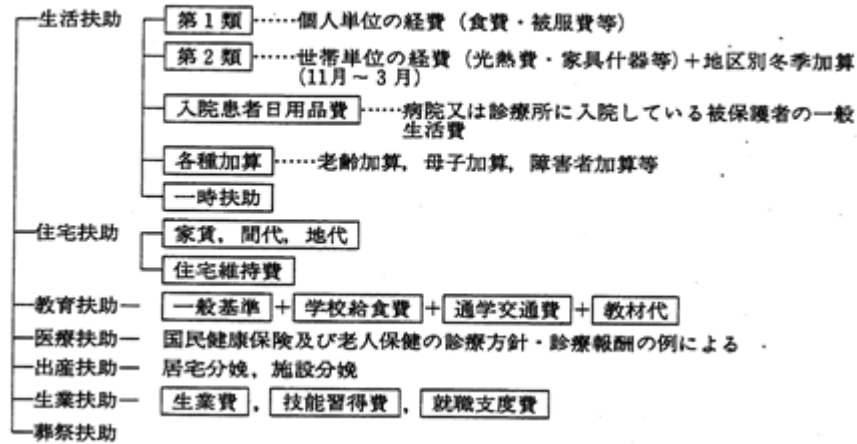 生活扶助 第1類……個人単位の経費（食費・被服費等）
第2類……世帯単位の経費（光熱費・家具什器等）＋地区別冬季加算
(11月～3月)
入院患者日用品費……病院又は診療所に入院している被保護者の一般
生活費
各種加算……老齢加算，母子加算，障害者加算等
一時扶助
住宅扶助 家賃，間代，地代
住宅維持費
教育扶助 一般基準＋学校給食費＋通学交通費＋教材代
医療扶助 国民健康保険及び老人保健の診療方針・診療報酬の例による
出産扶助 居宅分娩，施設分娩
生業扶助 生業費，技能習得費，就職支度費
葬祭扶助